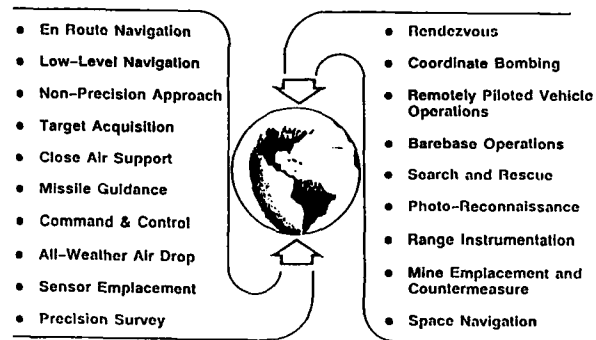 • En Route Navigation
• Low-Level Navigation
• Non-Precision Approach
• Target Acquisition
• Close Air Support
• Missile Guidance
• Command & Control
• All-Weather Air Drop
• Sensor Emplacement
• Precision Survey
• Rendezvous
• Coordinate Bombing
• Remotely Piloted Vehicle
Operations
• Barebase Operations
• Search and Rescue
• Photo-Reconnaissance
• Range Instrumentation
• Mine Emplacement and
Countermeasure
• Space Navigation